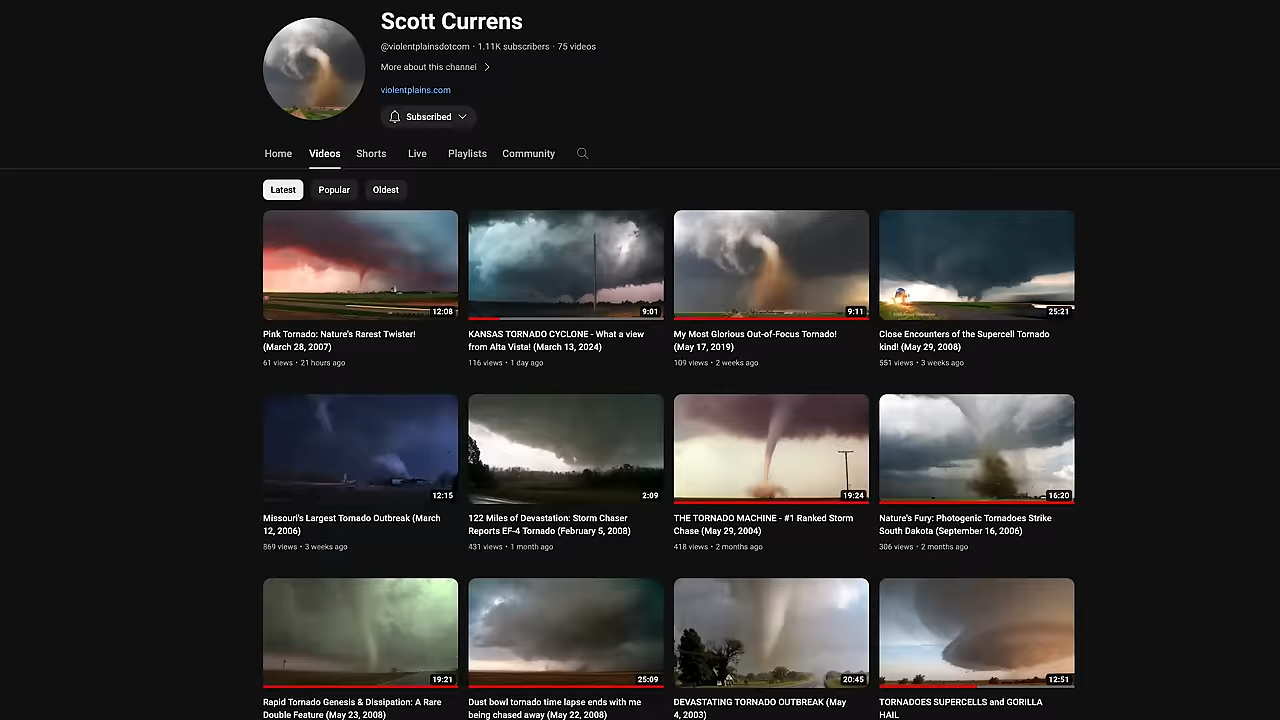 Scott Currens
@violentplainsdotcom · 1.11K subscribers · 75 videos
More about this channel
violentplains.com
Subscribed
Home Videos Shorts Live Playlists Community
Latest Popular Oldest
12:08 9:01 9:11 25:21
Pink Tornado: Nature's Rarest Twister!
(March 28, 2007)
61 views • 21 hours ago
KANSAS TORNADO CYCLONE - What a view
from Alta Vista! (March 13, 2024)
116 views • 1 day ago
My Most Glorious Out-of-Focus Tornado!
(May 17, 2019)
109 views • 2 weeks ago
Close Encounters of the Supercell Tornado
kind! (May 29, 2008)
551 views • 3 weeks ago
12:15 2:09 19:24 16:20
Missouri's Largest Tornado Outbreak (March
12, 2006)
869 views • 3 weeks ago
122 Miles of Devastation: Storm Chaser
Reports EF-4 Tornado (February 5, 2008)
431 views • 1 month ago
THE TORNADO MACHINE - #1 Ranked Storm
Chase (May 29, 2004)
418 views • 2 months ago
Nature's Fury: Photogenic Tornadoes Strike
South Dakota (September 16, 2006)
306 views • 2 months ago
19:21 25:09 20:45 12:51
Rapid Tornado Genesis & Dissipation: A Rare
Double Feature (May 23, 2008)
Dust bowl tornado time lapse ends with me
being chased away (May 22, 2008)
DEVASTATING TORNADO OUTBREAK (May
4, 2003)
TORNADOES SUPERCELLS and GORILLA
HAIL